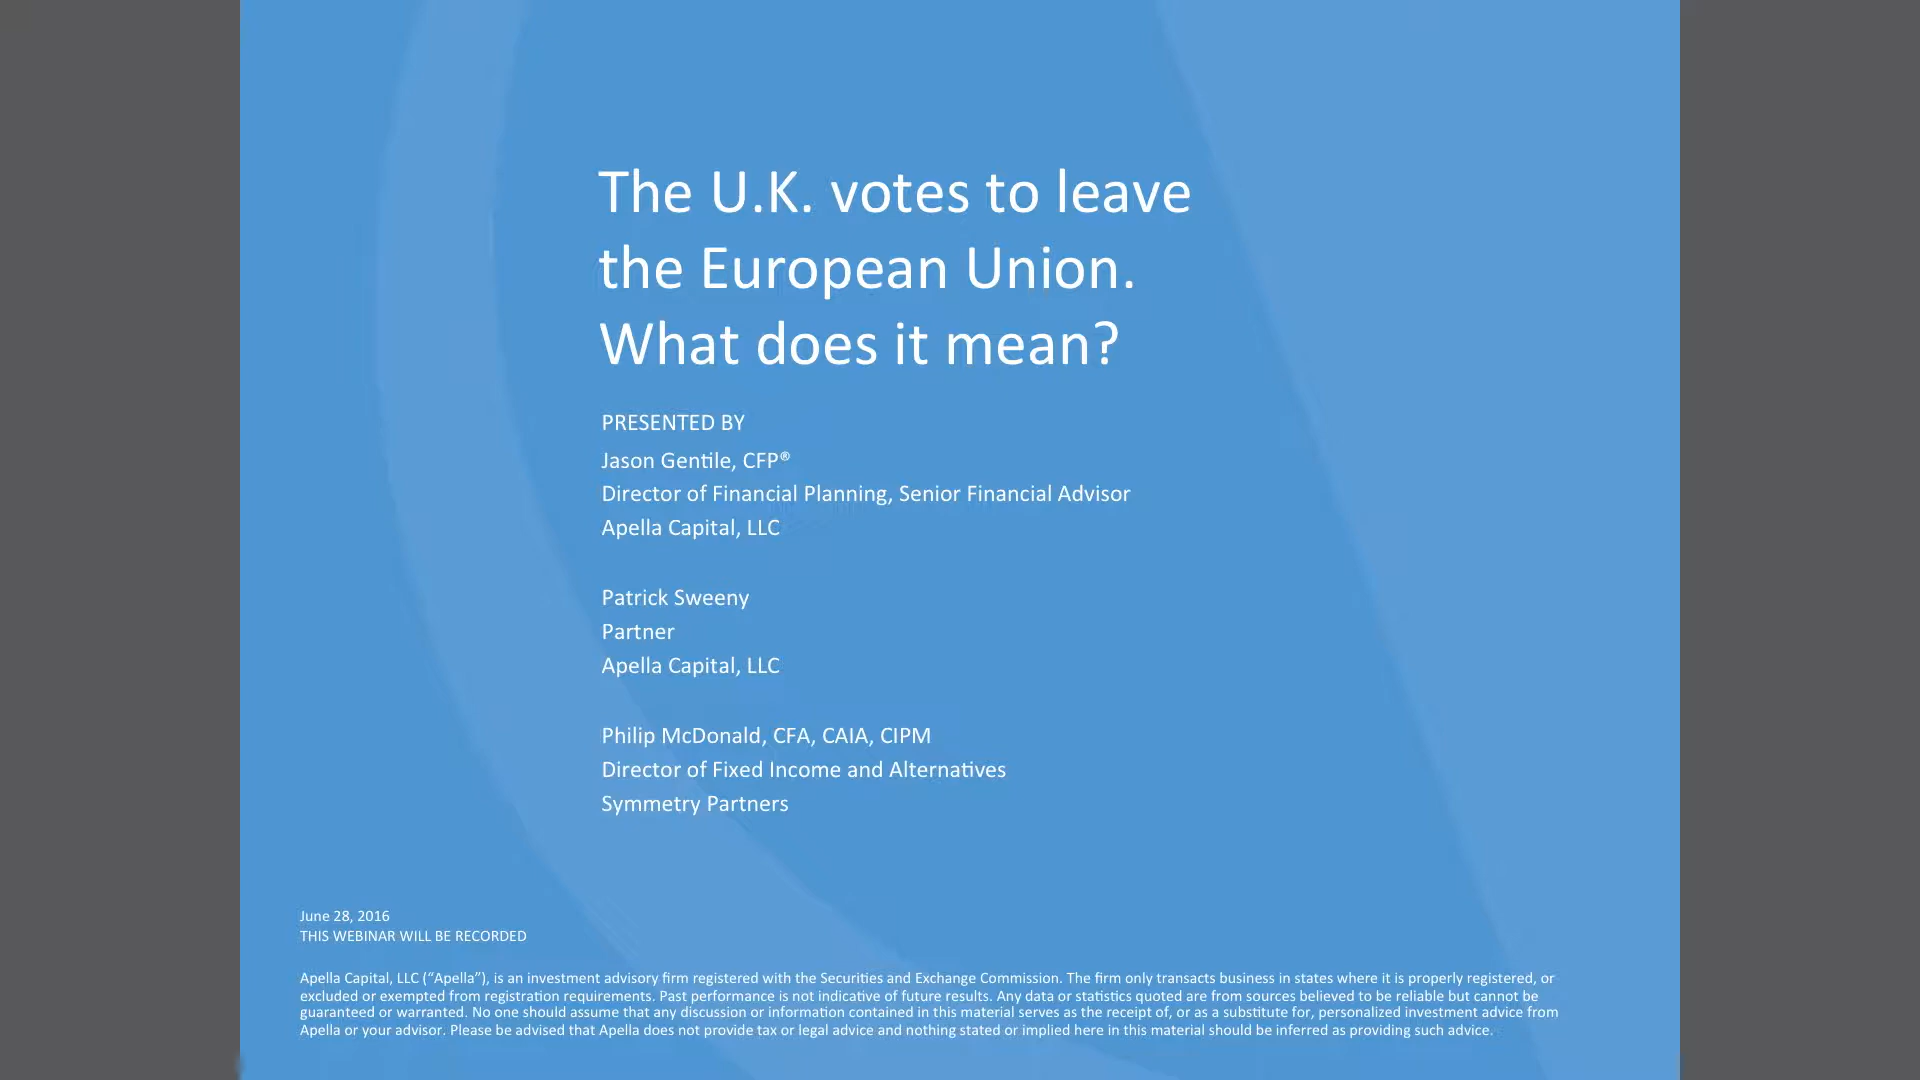 The U.K. votes to leave
the European Union.
What does it mean?
PRESENTED BY
Jason Gentile, CFP®
Director of Financial Planning, Senior Financial Advisor
Apella Capital, LLC
Patrick Sweeny
Partner
Apella Capital, LLC
Philip McDonald, CFA, CAIA, CIPM
Director of Fixed Income and Alternatives
Symmetry Partners
June 28, 2016
THIS WEBINAR WILL BE RECORDED
Apella Capital, LLC (“Apella”), is an investment advisory firm registered with the Securities and Exchange Commission. The firm only transacts business in states where it is properly registered, or
excluded or exempted from registration requirements. Past performance is not indicative of future results. Any data or statistics quoted are from sources believed to be reliable but cannot be
guaranteed or warranted. No one should assume that any discussion or information contained in this material serves as the receipt of, or as a substitute for, personalized investment advice from
Apella or your advisor. Please be advised that Apella does not provide tax or legal advice and nothing stated or implied here in this material should be inferred as providing such advice.